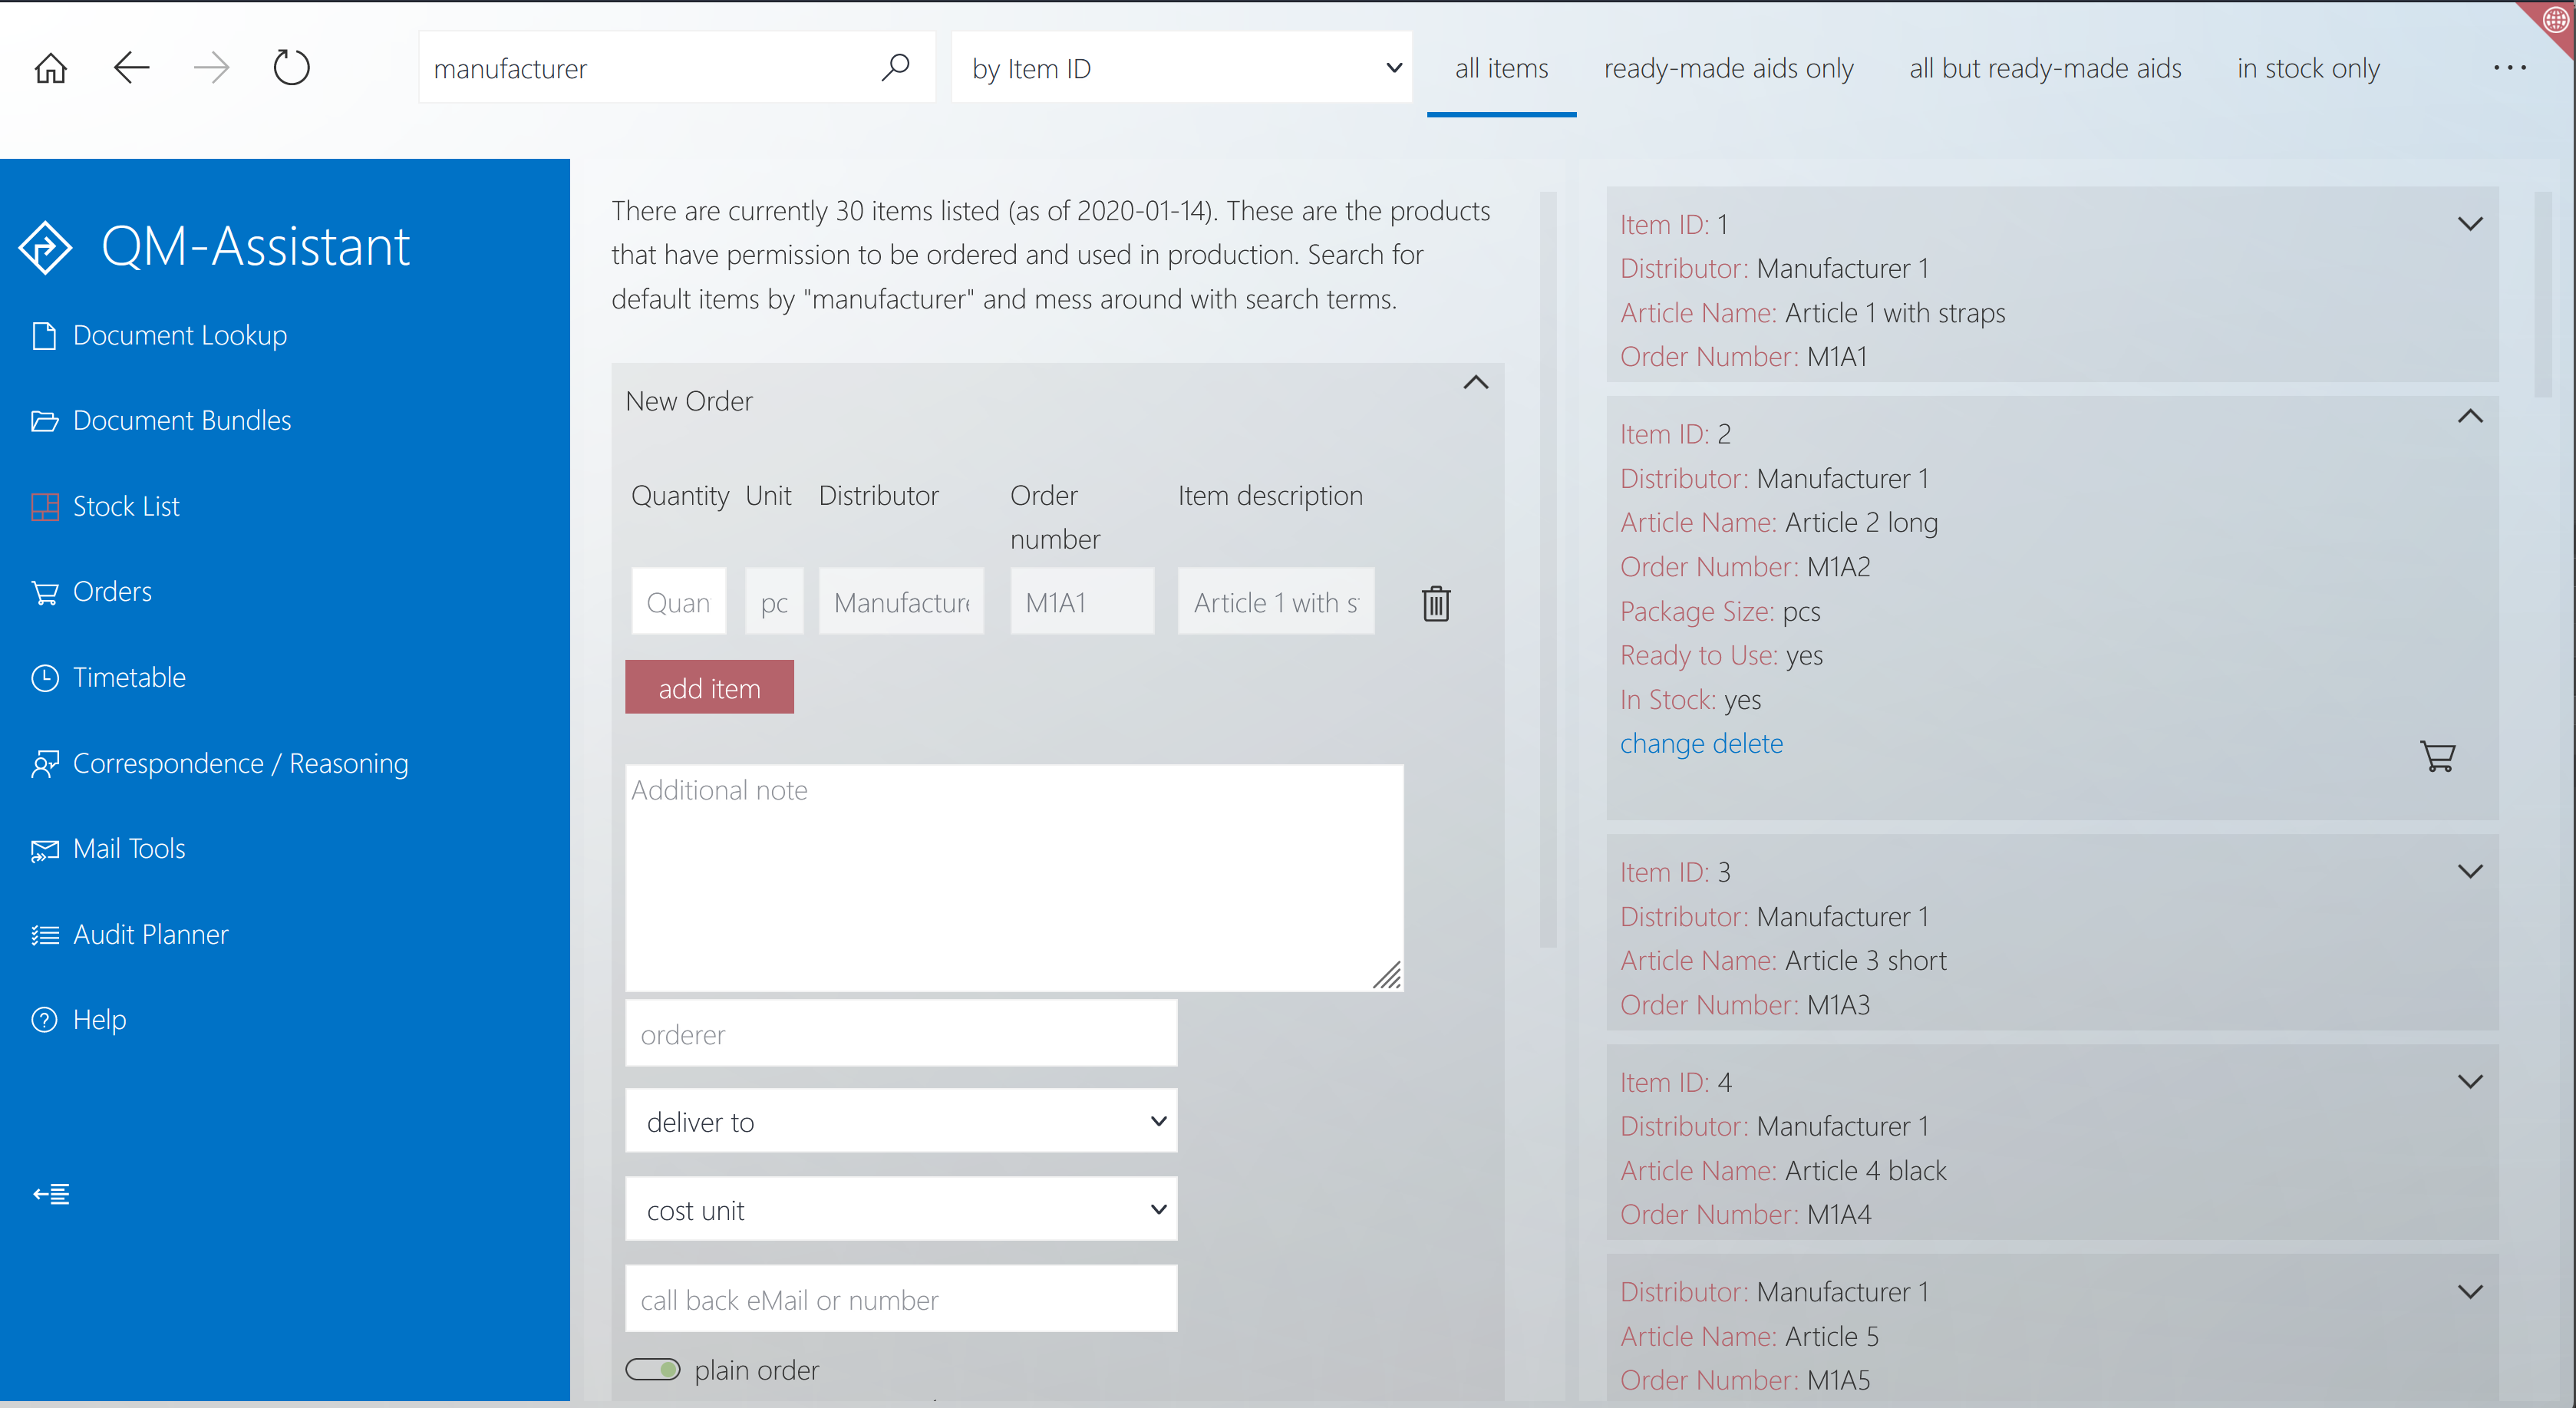 manufacturer
by Item ID
all items
ready-made aids only
all but ready-made aids
in stock only
QM-Assistant
Document Lookup
Document Bundles
Stock List
Orders
Timetable
Correspondence / Reasoning
Mail Tools
Audit Planner
Help
There are currently 30 items listed (as of 2020-01-14). These are the products
that have permission to be ordered and used in production. Search for
default items by "manufacturer" and mess around with search terms.
New Order
Quantity Unit Distributor Order number Item description
Quan pc Manufacture M1A1 Article 1 with s
add item
Additional note
orderer
deliver to
cost unit
call back eMail or number
plain order
Item ID: 1
Distributor: Manufacturer 1
Article Name: Article 1 with straps
Order Number: M1A1
Item ID: 2
Distributor: Manufacturer 1
Article Name: Article 2 long
Order Number: M1A2
Package Size: pcs
Ready to Use: yes
In Stock: yes
change delete
Item ID: 3
Distributor: Manufacturer 1
Article Name: Article 3 short
Order Number: M1A3
Item ID: 4
Distributor: Manufacturer 1
Article Name: Article 4 black
Order Number: M1A4
Distributor: Manufacturer 1
Article Name: Article 5
Order Number: M1A5